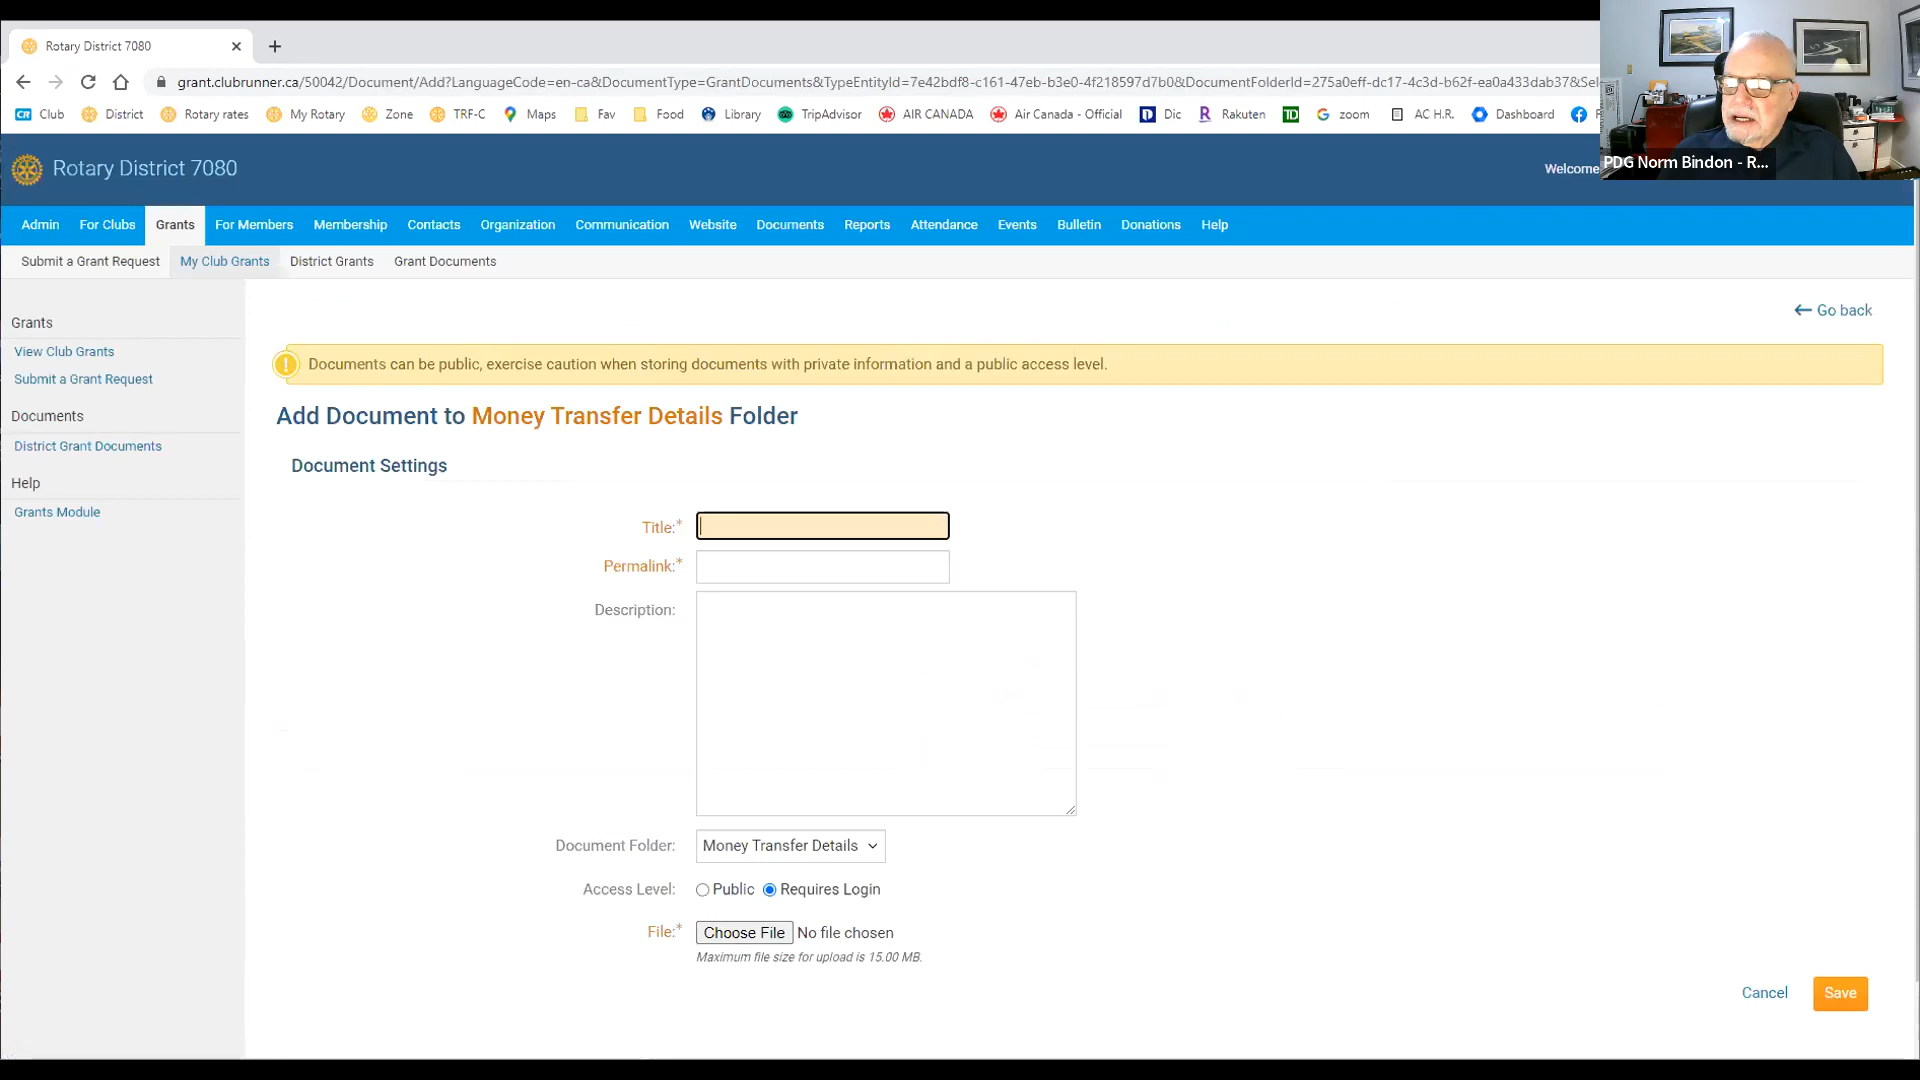 Rotary District 7080
grant.clubrunner.ca/50042/Document/Add?LanguageCode=en-ca&DocumentType=GrantDocuments&TypeEntityId=7e42bdf8-c161-47eb-b3e0-4f218597d7b0&DocumentFolderId=275a0eff-dc17-4c3d-b62f-ea0a433dab37&Sel
CR Club District Rotary rates My Rotary Zone TRF-C Maps Fav Food Library TripAdvisor AIR CANADA Air Canada - Official D Dic R Rakuten TD G zoom AC H.R. Dashboard
PDG Norm Bindon - R...
Rotary District 7080
Welcome
Admin For Clubs Grants For Members Membership Contacts Organization Communication Website Documents Reports Attendance Events Bulletin Donations Help
Submit a Grant Request My Club Grants District Grants Grant Documents
Grants
View Club Grants
Submit a Grant Request
Documents
District Grant Documents
Help
Grants Module
← Go back
! Documents can be public, exercise caution when storing documents with private information and a public access level.
Add Document to Money Transfer Details Folder
Document Settings
Title:*
Permalink:*
Description:
Document Folder: Money Transfer Details
Access Level: Public Requires Login
File:* Choose File No file chosen
Maximum file size for upload is 15.00 MB.
Cancel Save